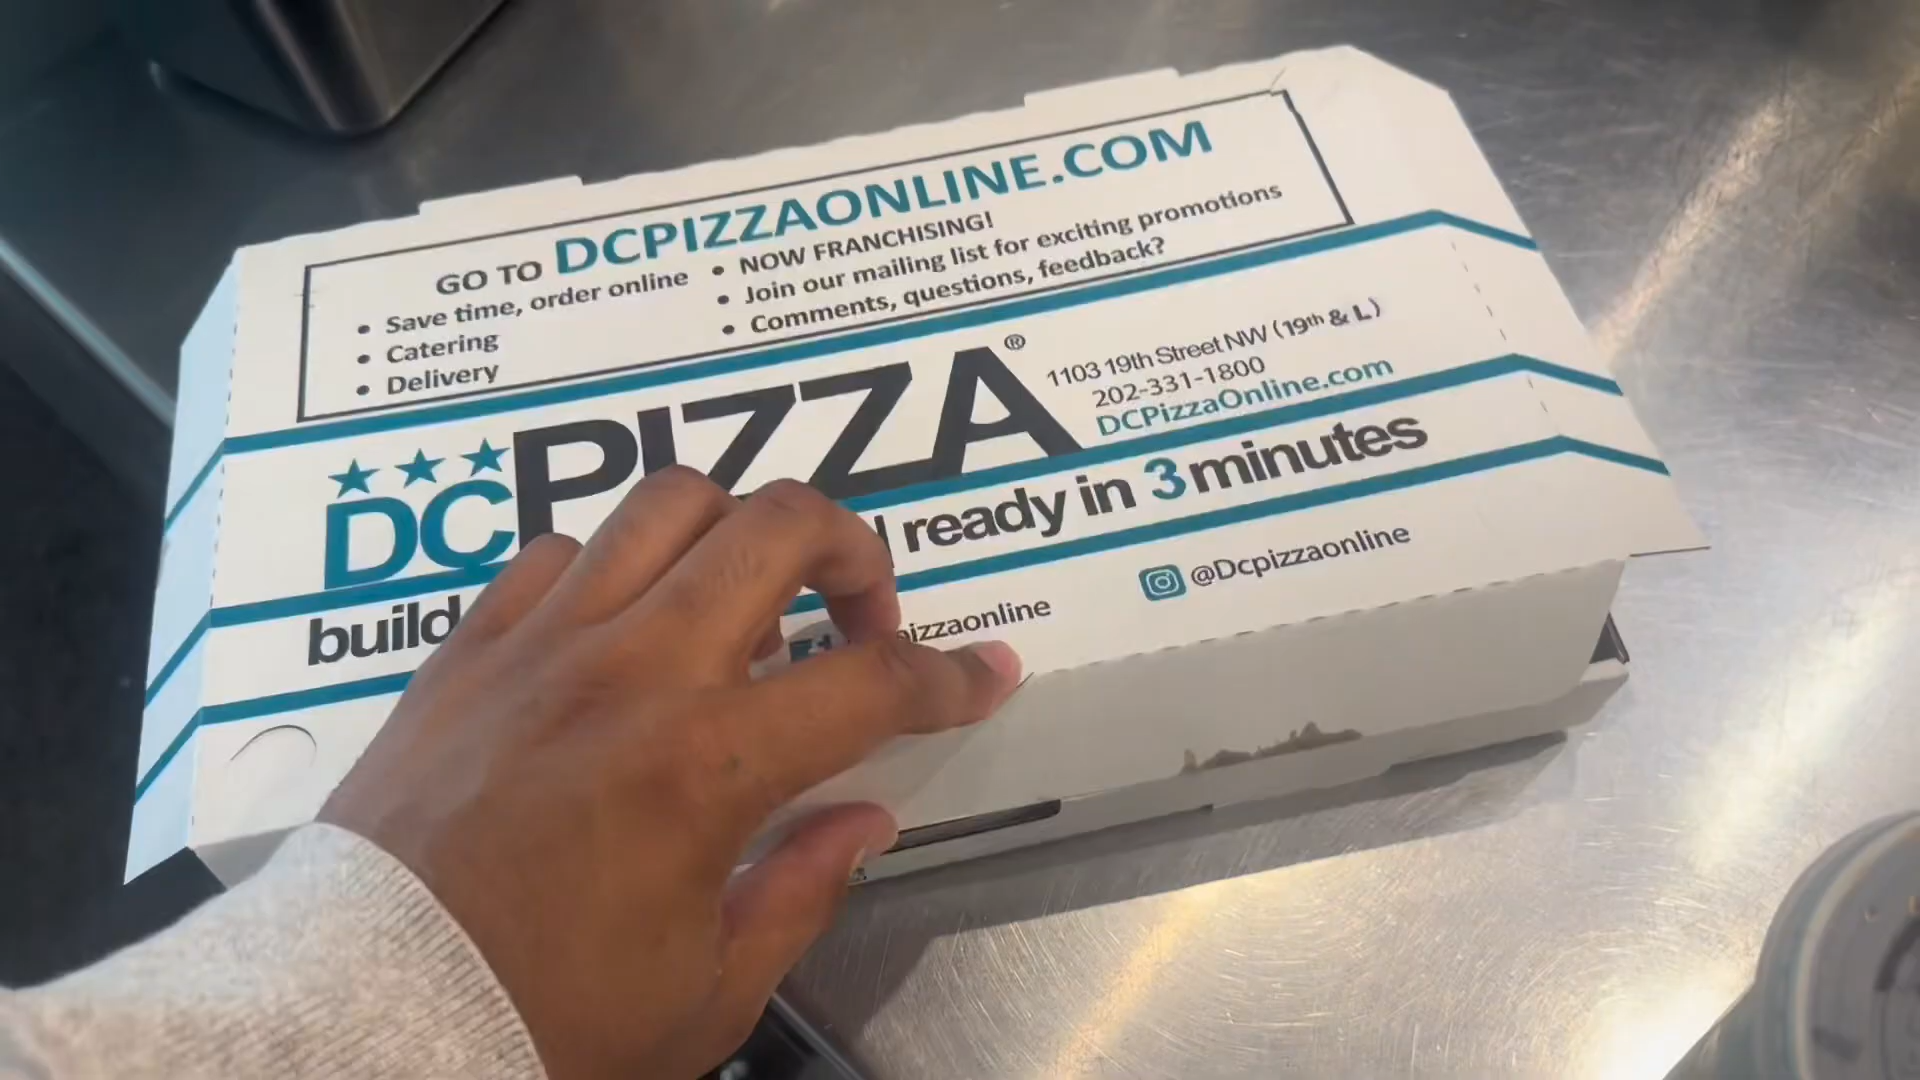 GO TO DCPIZZAONLINE.COM
• Save time, order online
• Catering
• Delivery
• NOW FRANCHISING!
• Join our mailing list for exciting promotions
• Comments, questions, feedback?
DC PIZZA®
1103 19th Street NW (19th & L)
202-331-1800
DCPizzaOnline.com
build ready in 3 minutes
pizzaonline
@Dcpizzaonline